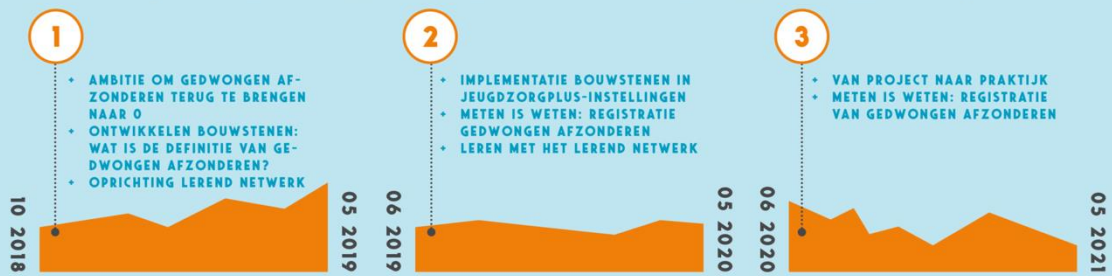 1
+ AMBITIE OM GEDWONGEN AF-
ZONDEREN TERUG TE BRENGEN
NAAR 0
+ ONTWIKKELEN BOUWSTENEN:
WAT IS DE DEFINITIE VAN GE-
DWONGEN AFZONDEREN?
+ OPRICHTING LEREND NETWERK
10 2018
05 2019
2
+ IMPLEMENTATIE BOUWSTENEN IN
JEUGDZORGPLUS-INSTELLINGEN
+ METEN IS WETEN: REGISTRATIE
GEDWONGEN AFZONDEREN
+ LEREN MET HET LEREND NETWERK
06 2019
05 2020
3
+ VAN PROJECT NAAR PRAKTIJK
+ METEN IS WETEN: REGISTRATIE
VAN GEDWONGEN AFZONDEREN
06 2020
05 2021